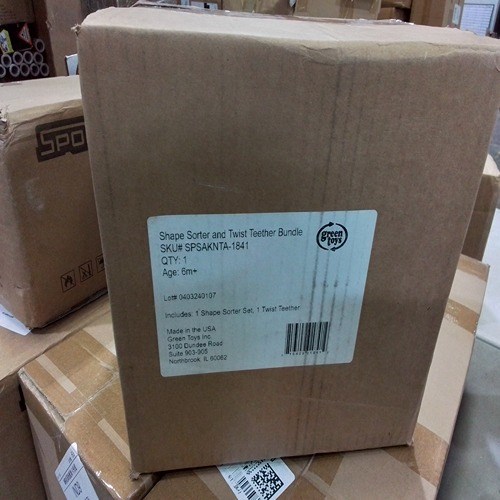 SPO
Shape Sorter and Twist Teether Bundle
SKU# SPSAKNTA-1841
QTY: 1
Age: 6m+
green
toys
Lot# 0403240107
Includes: 1 Shape Sorter Set, 1 Twist Teether
Made in the USA
Green Toys Inc.
3100 Dundee Road
Suite 903-905
Northbrook, IL 60062